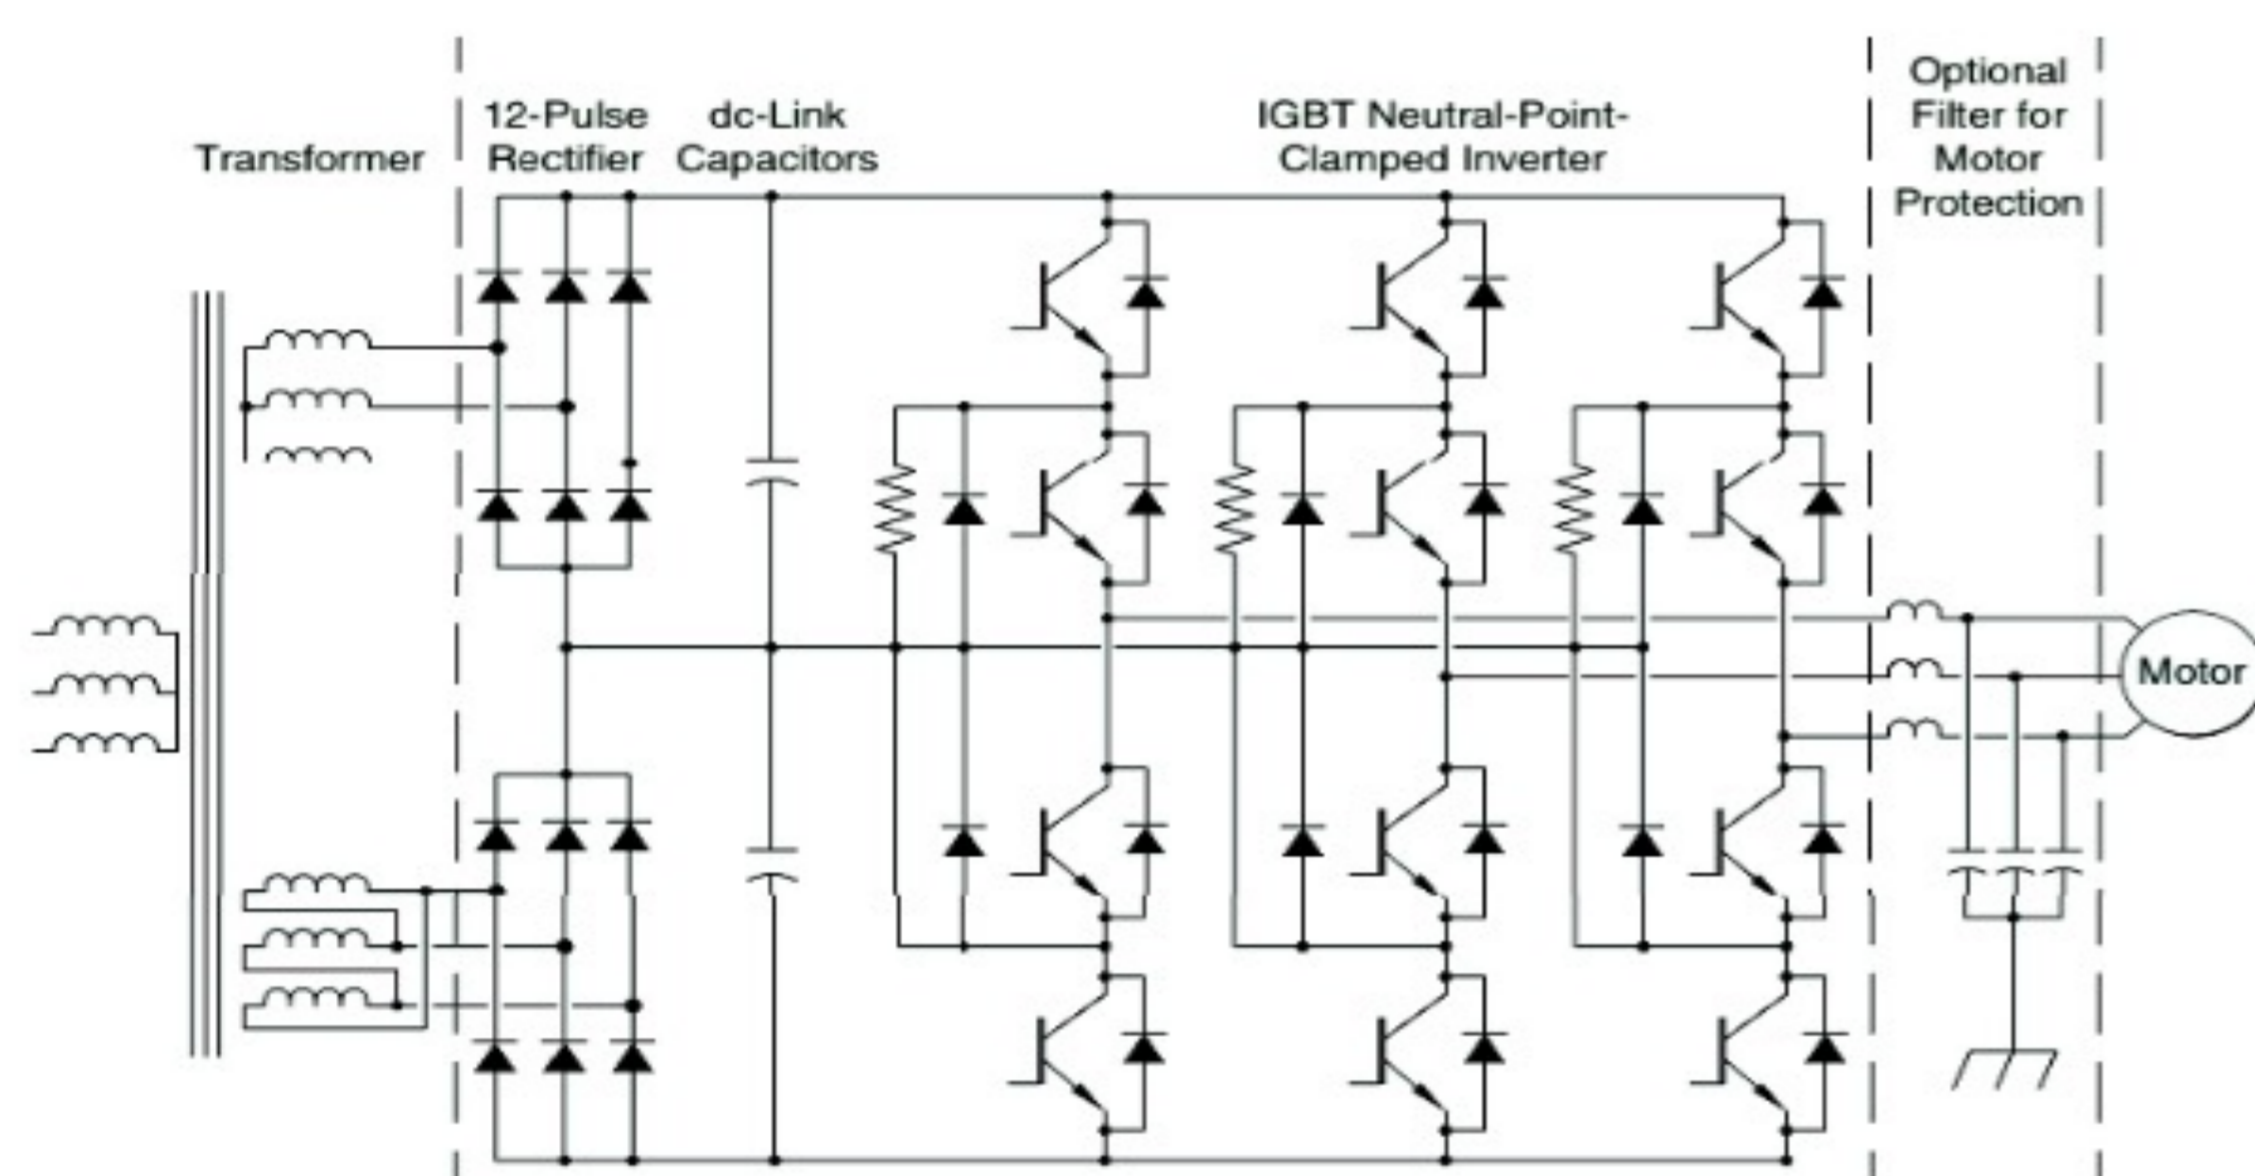 Transformer
12-Pulse
Rectifier
dc-Link
Capacitors
IGBT Neutral-Point-
Clamped Inverter
Optional
Filter for
Motor
Protection
Motor